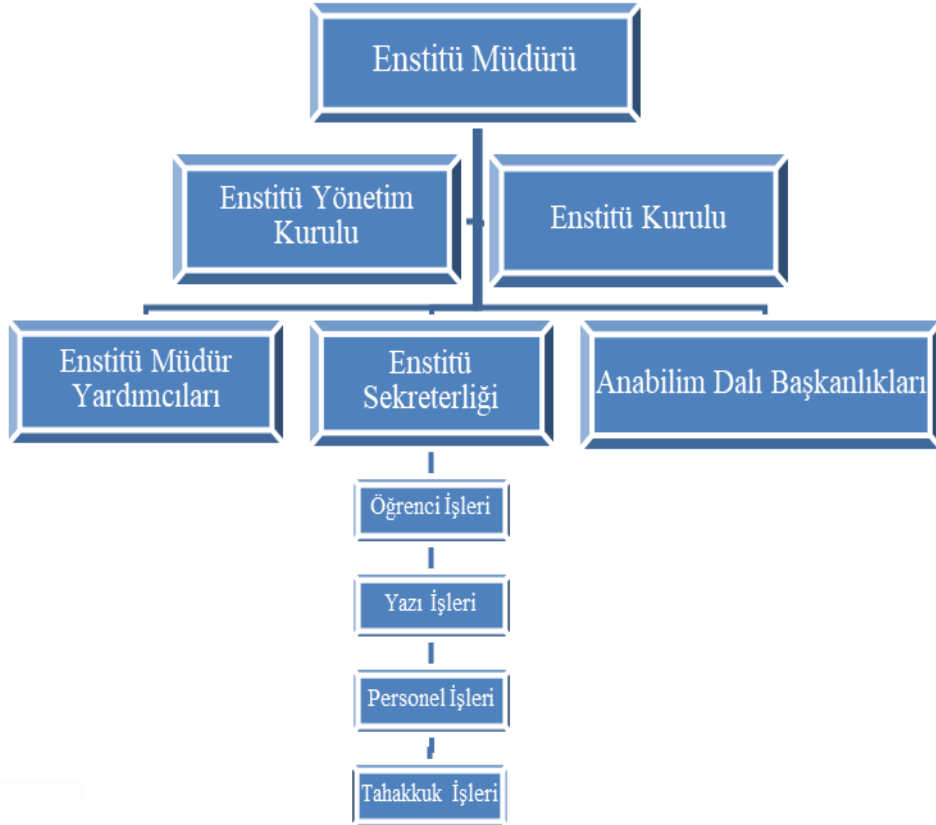 Enstitü Müdürü
Enstitü Yönetim
Kurulu
Enstitü Kurulu
Enstitü Müdür
Yardımcıları
Enstitü
Sekreterliği
Anabilim Dalı Başkanlıkları
Öğrenci İşleri
Yazı İşleri
Personel İşleri
Tahakkuk İşleri